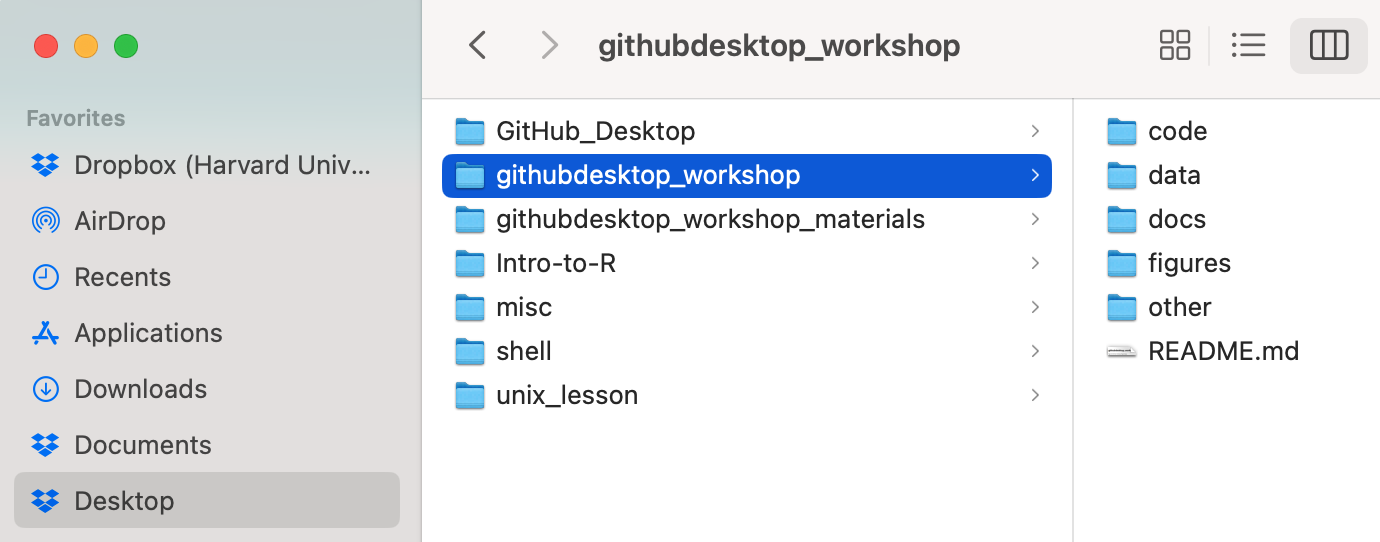 githubdesktop_workshop
Favorites
Dropbox (Harvard Univ...
AirDrop
Recents
Applications
Downloads
Documents
Desktop
GitHub_Desktop
githubdesktop_workshop
githubdesktop_workshop_materials
Intro-to-R
misc
shell
unix_lesson
code
data
docs
figures
other
README.md